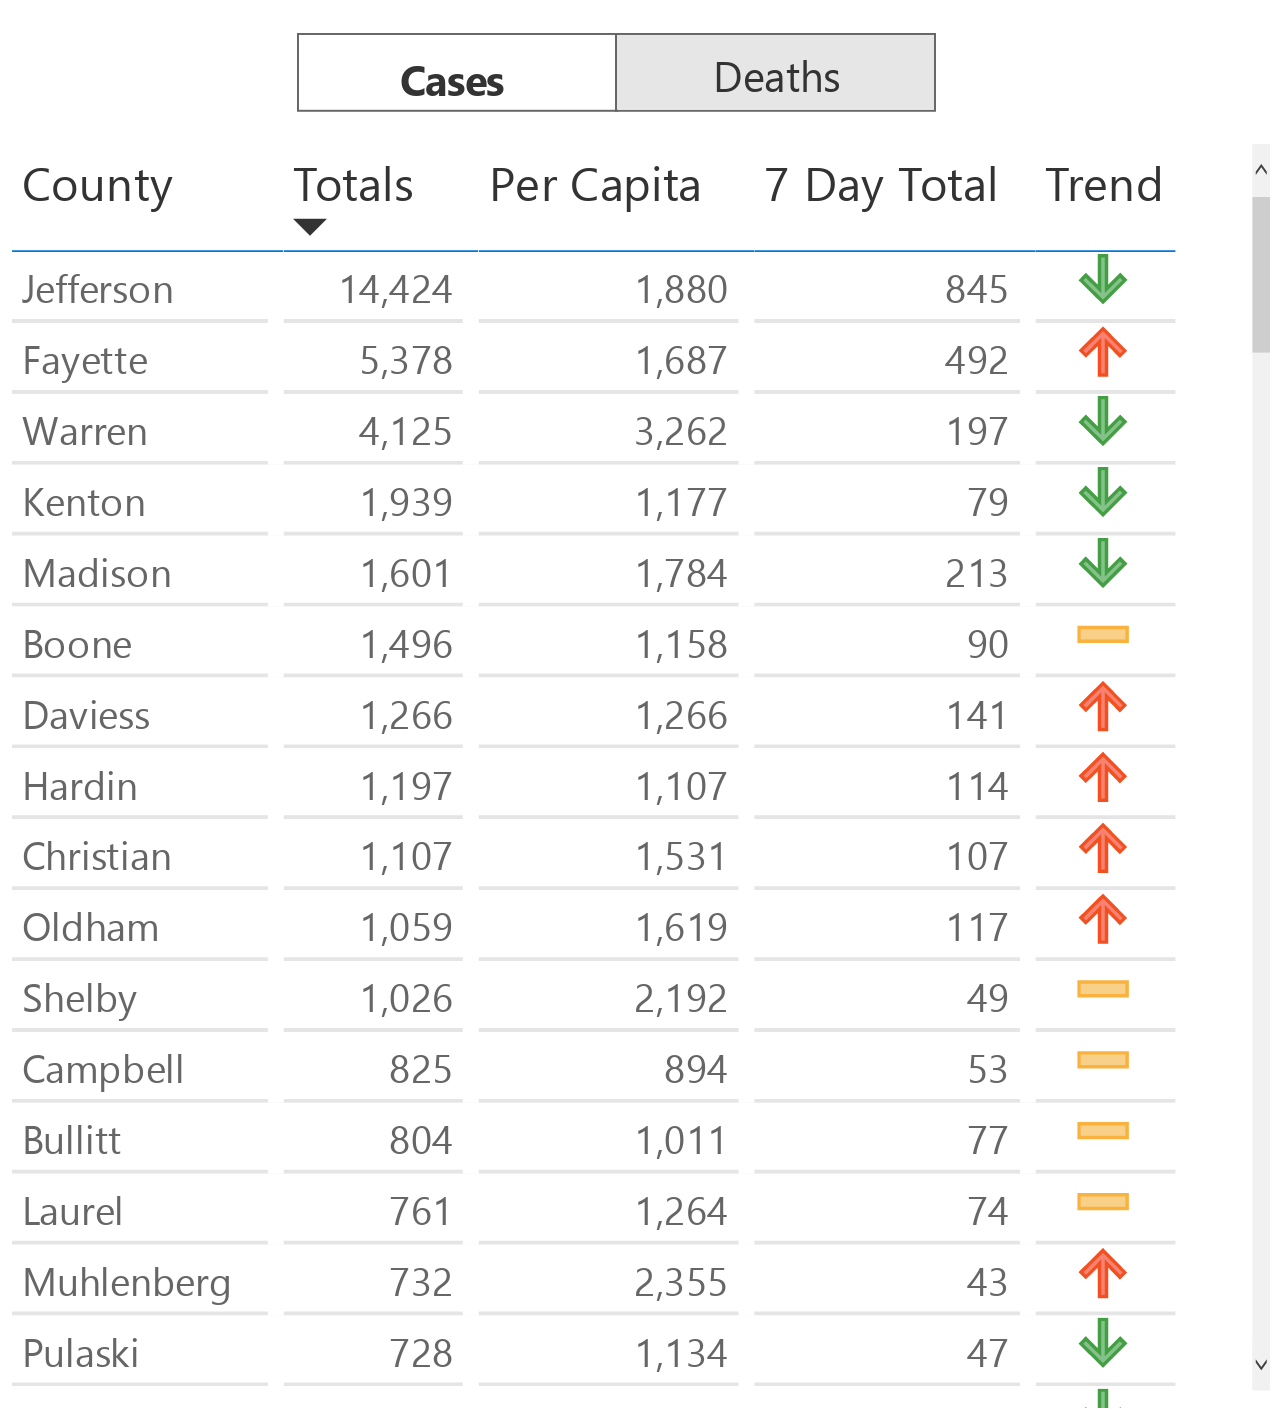 Cases Deaths
County Totals Per Capita 7 Day Total Trend
Jefferson 14,424 1,880 845
Fayette 5,378 1,687 492
Warren 4,125 3,262 197
Kenton 1,939 1,177 79
Madison 1,601 1,784 213
Boone 1,496 1,158 90
Daviess 1,266 1,266 141
Hardin 1,197 1,107 114
Christian 1,107 1,531 107
Oldham 1,059 1,619 117
Shelby 1,026 2,192 49
Campbell 825 894 53
Bullitt 804 1,011 77
Laurel 761 1,264 74
Muhlenberg 732 2,355 43
Pulaski 728 1,134 47